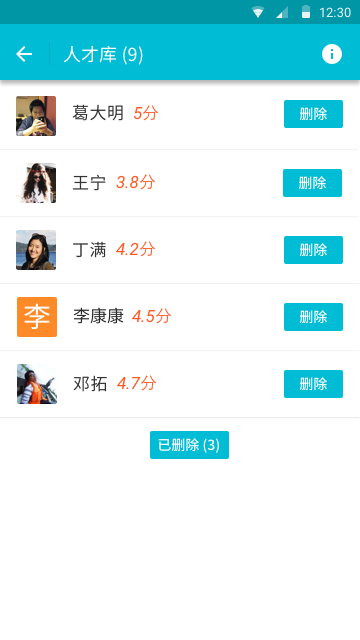 12:30
人才库 (9)
葛大明 5分 删除
王宁 3.8分 删除
丁满 4.2分 删除
李 李康康 4.5分 删除
邓拓 4.7分 删除
已删除 (3)